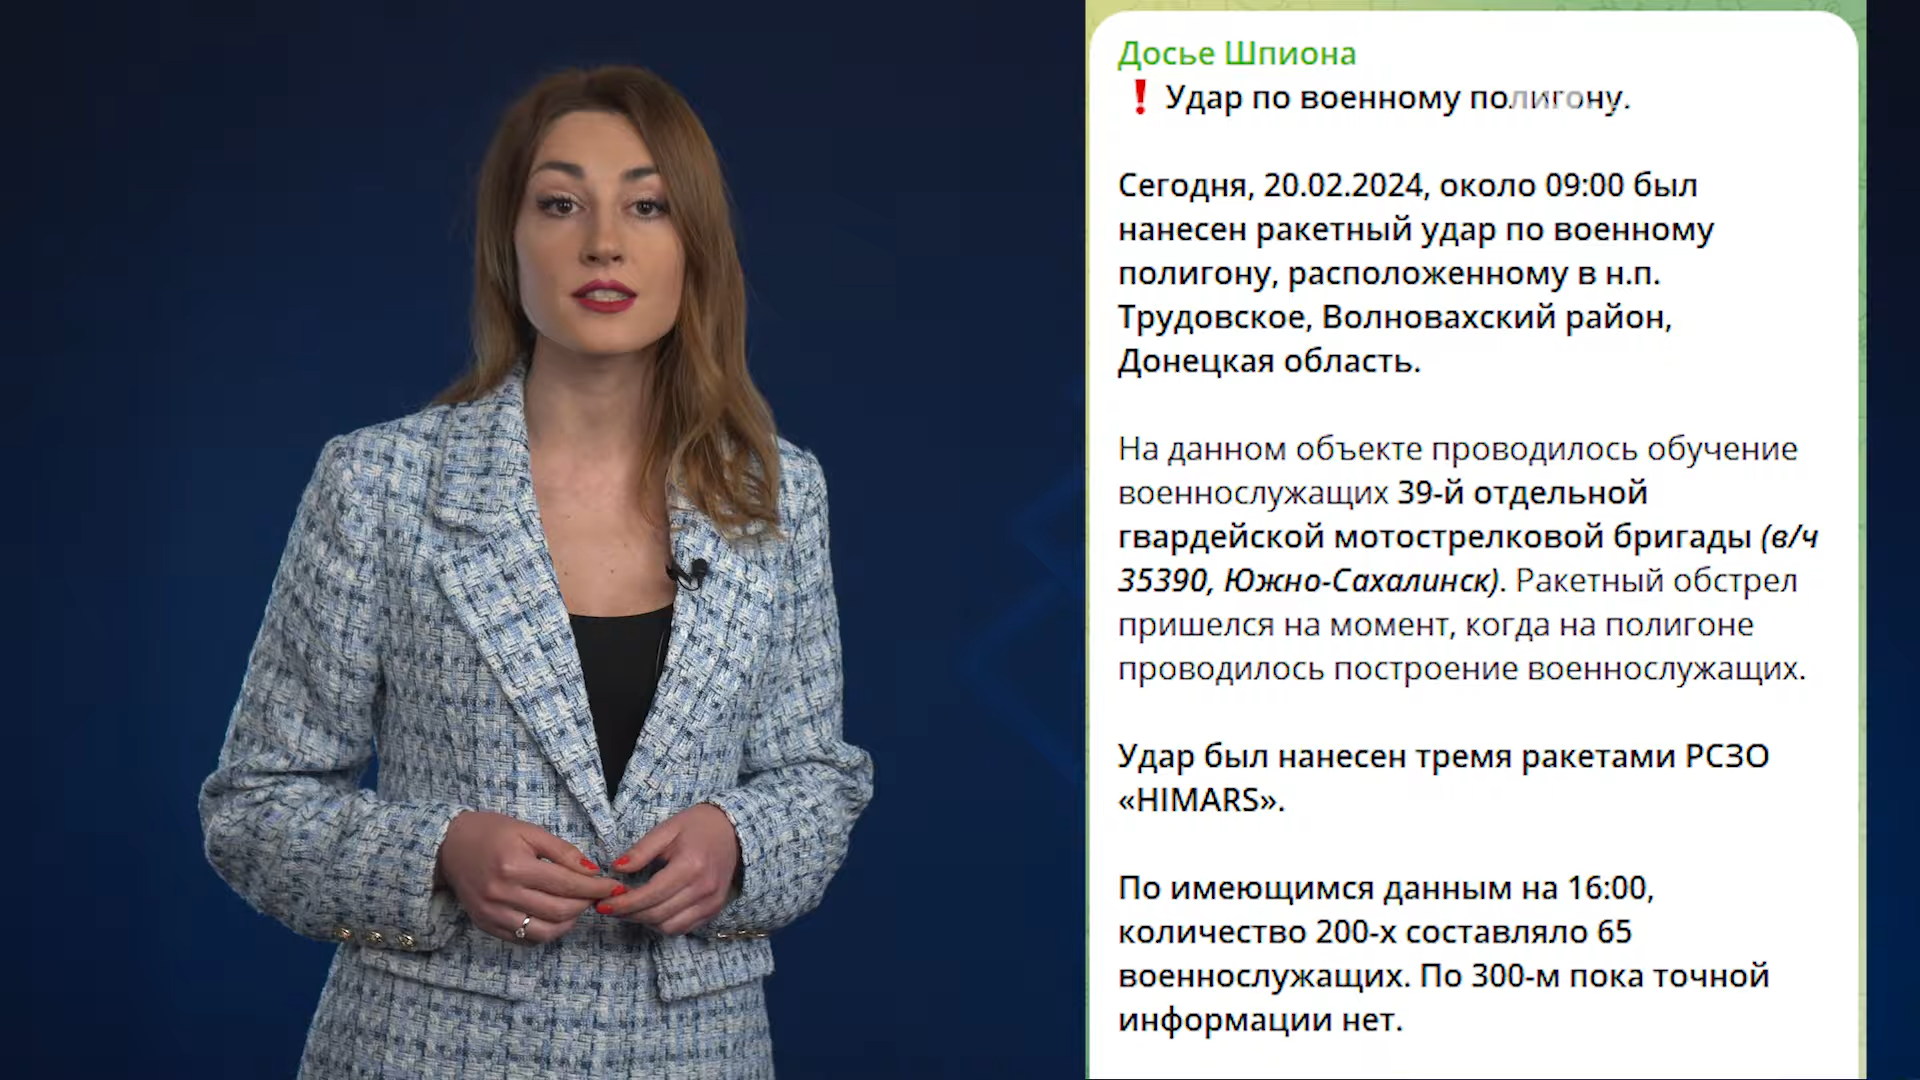 Досье Шпиона
❗ Удар по военному полигону.
Сегодня, 20.02.2024, около 09:00 был
нанесен ракетный удар по военному
полигону, расположенному в н.п.
Трудовское, Волновахский район,
Донецкая область.
На данном объекте проводилось обучение
военнослужащих 39-й отдельной
гвардейской мотострелковой бригады (в/ч
35390, Южно-Сахалинск). Ракетный обстрел
пришелся на момент, когда на полигоне
проводилось построение военнослужащих.
Удар был нанесен тремя ракетами РСЗО
«HIMARS».
По имеющимся данным на 16:00,
количество 200-х составляло 65
военнослужащих. По 300-м пока точной
информации нет.